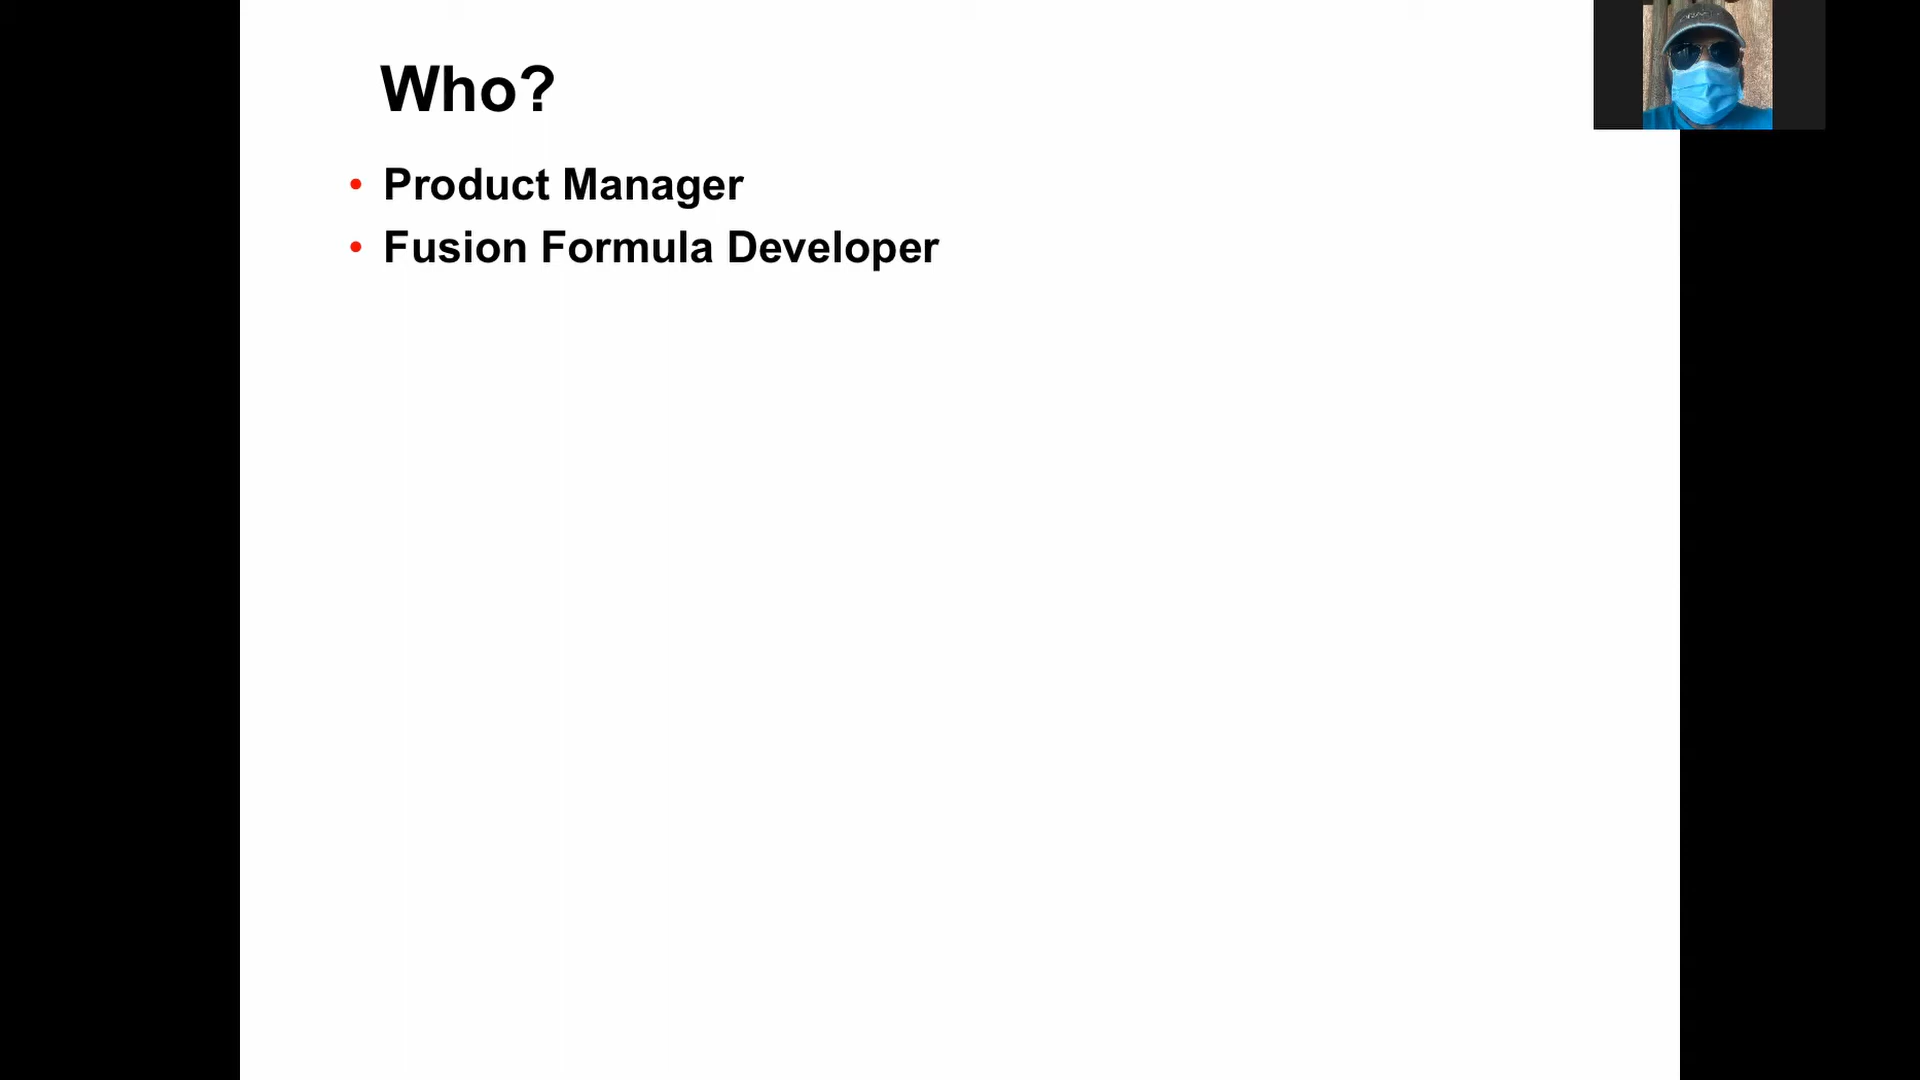 Who?
• Product Manager
• Fusion Formula Developer